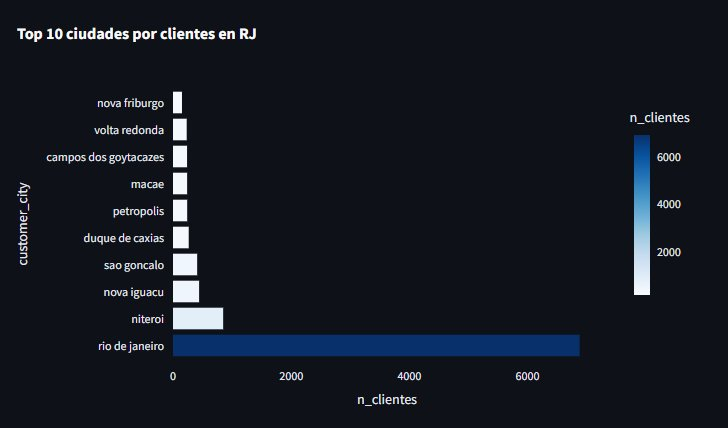 Top 10 ciudades por clientes en RJ
customer_city
nova friburgo
volta redonda
campos dos goytacazes
macae
petropolis
duque de caxias
sao goncalo
nova iguacu
niteroi
rio de janeiro
0 2000 4000 6000
n_clientes
n_clientes
6000
4000
2000